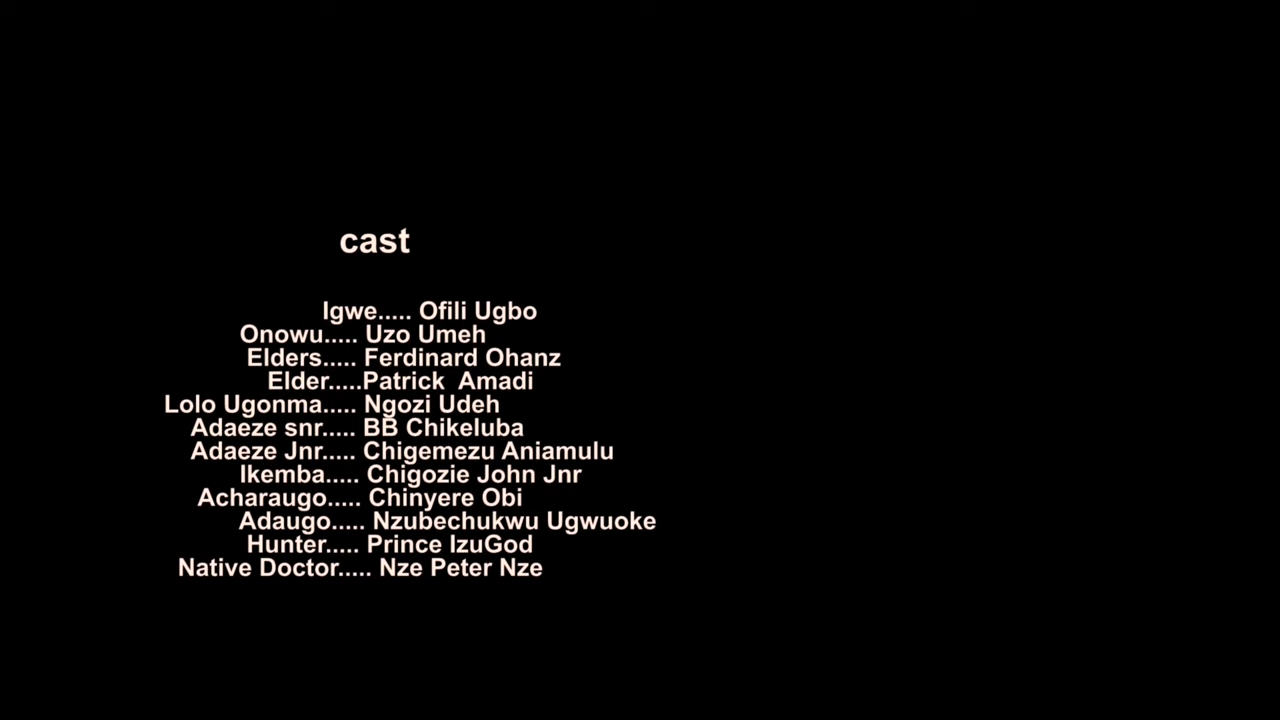 cast
Igwe..... Ofili Ugbo
Onowu..... Uzo Umeh
Elders..... Ferdinard Ohanz
Elder.....Patrick  Amadi
Lolo Ugonma..... Ngozi Udeh
Adaeze snr..... BB Chikeluba
Adaeze Jnr..... Chigemezu Aniamulu
Ikemba..... Chigozie John Jnr
Acharaugo..... Chinyere Obi
Adaugo..... Nzubechukwu Ugwuoke
Hunter..... Prince IzuGod
Native Doctor..... Nze Peter Nze